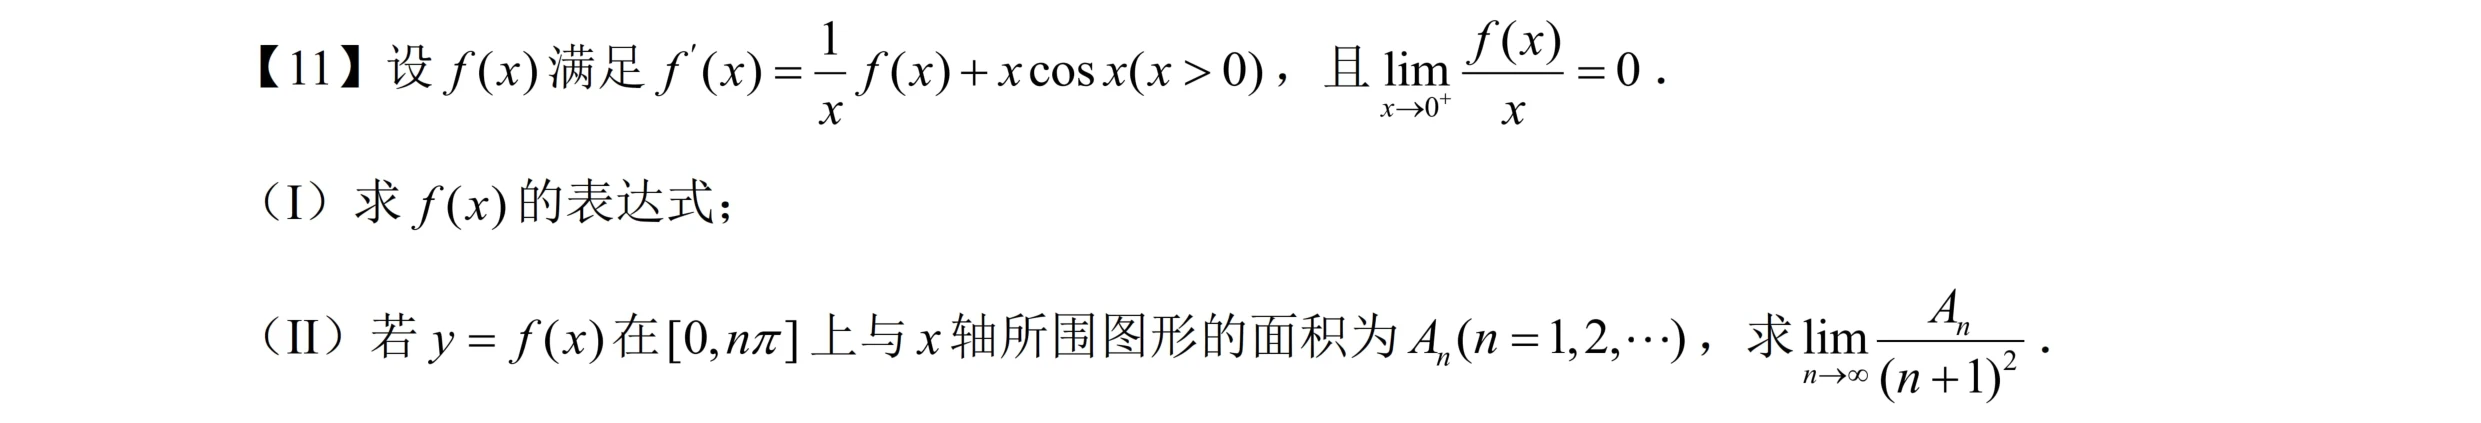 【11】设 $f(x)$ 满足 $f'(x)=\frac{1}{x}f(x)+x\cos x(x>0)$，且 $\lim_{x\to 0^{+}}\frac{f(x)}{x}=0$．
（I）求 $f(x)$ 的表达式；
（II）若 $y=f(x)$ 在 $[0,n\pi]$ 上与 $x$ 轴所围图形的面积为 $A_n(n=1,2,\cdots)$，求 $\lim_{n\to\infty}\frac{A_n}{(n+1)^2}$．